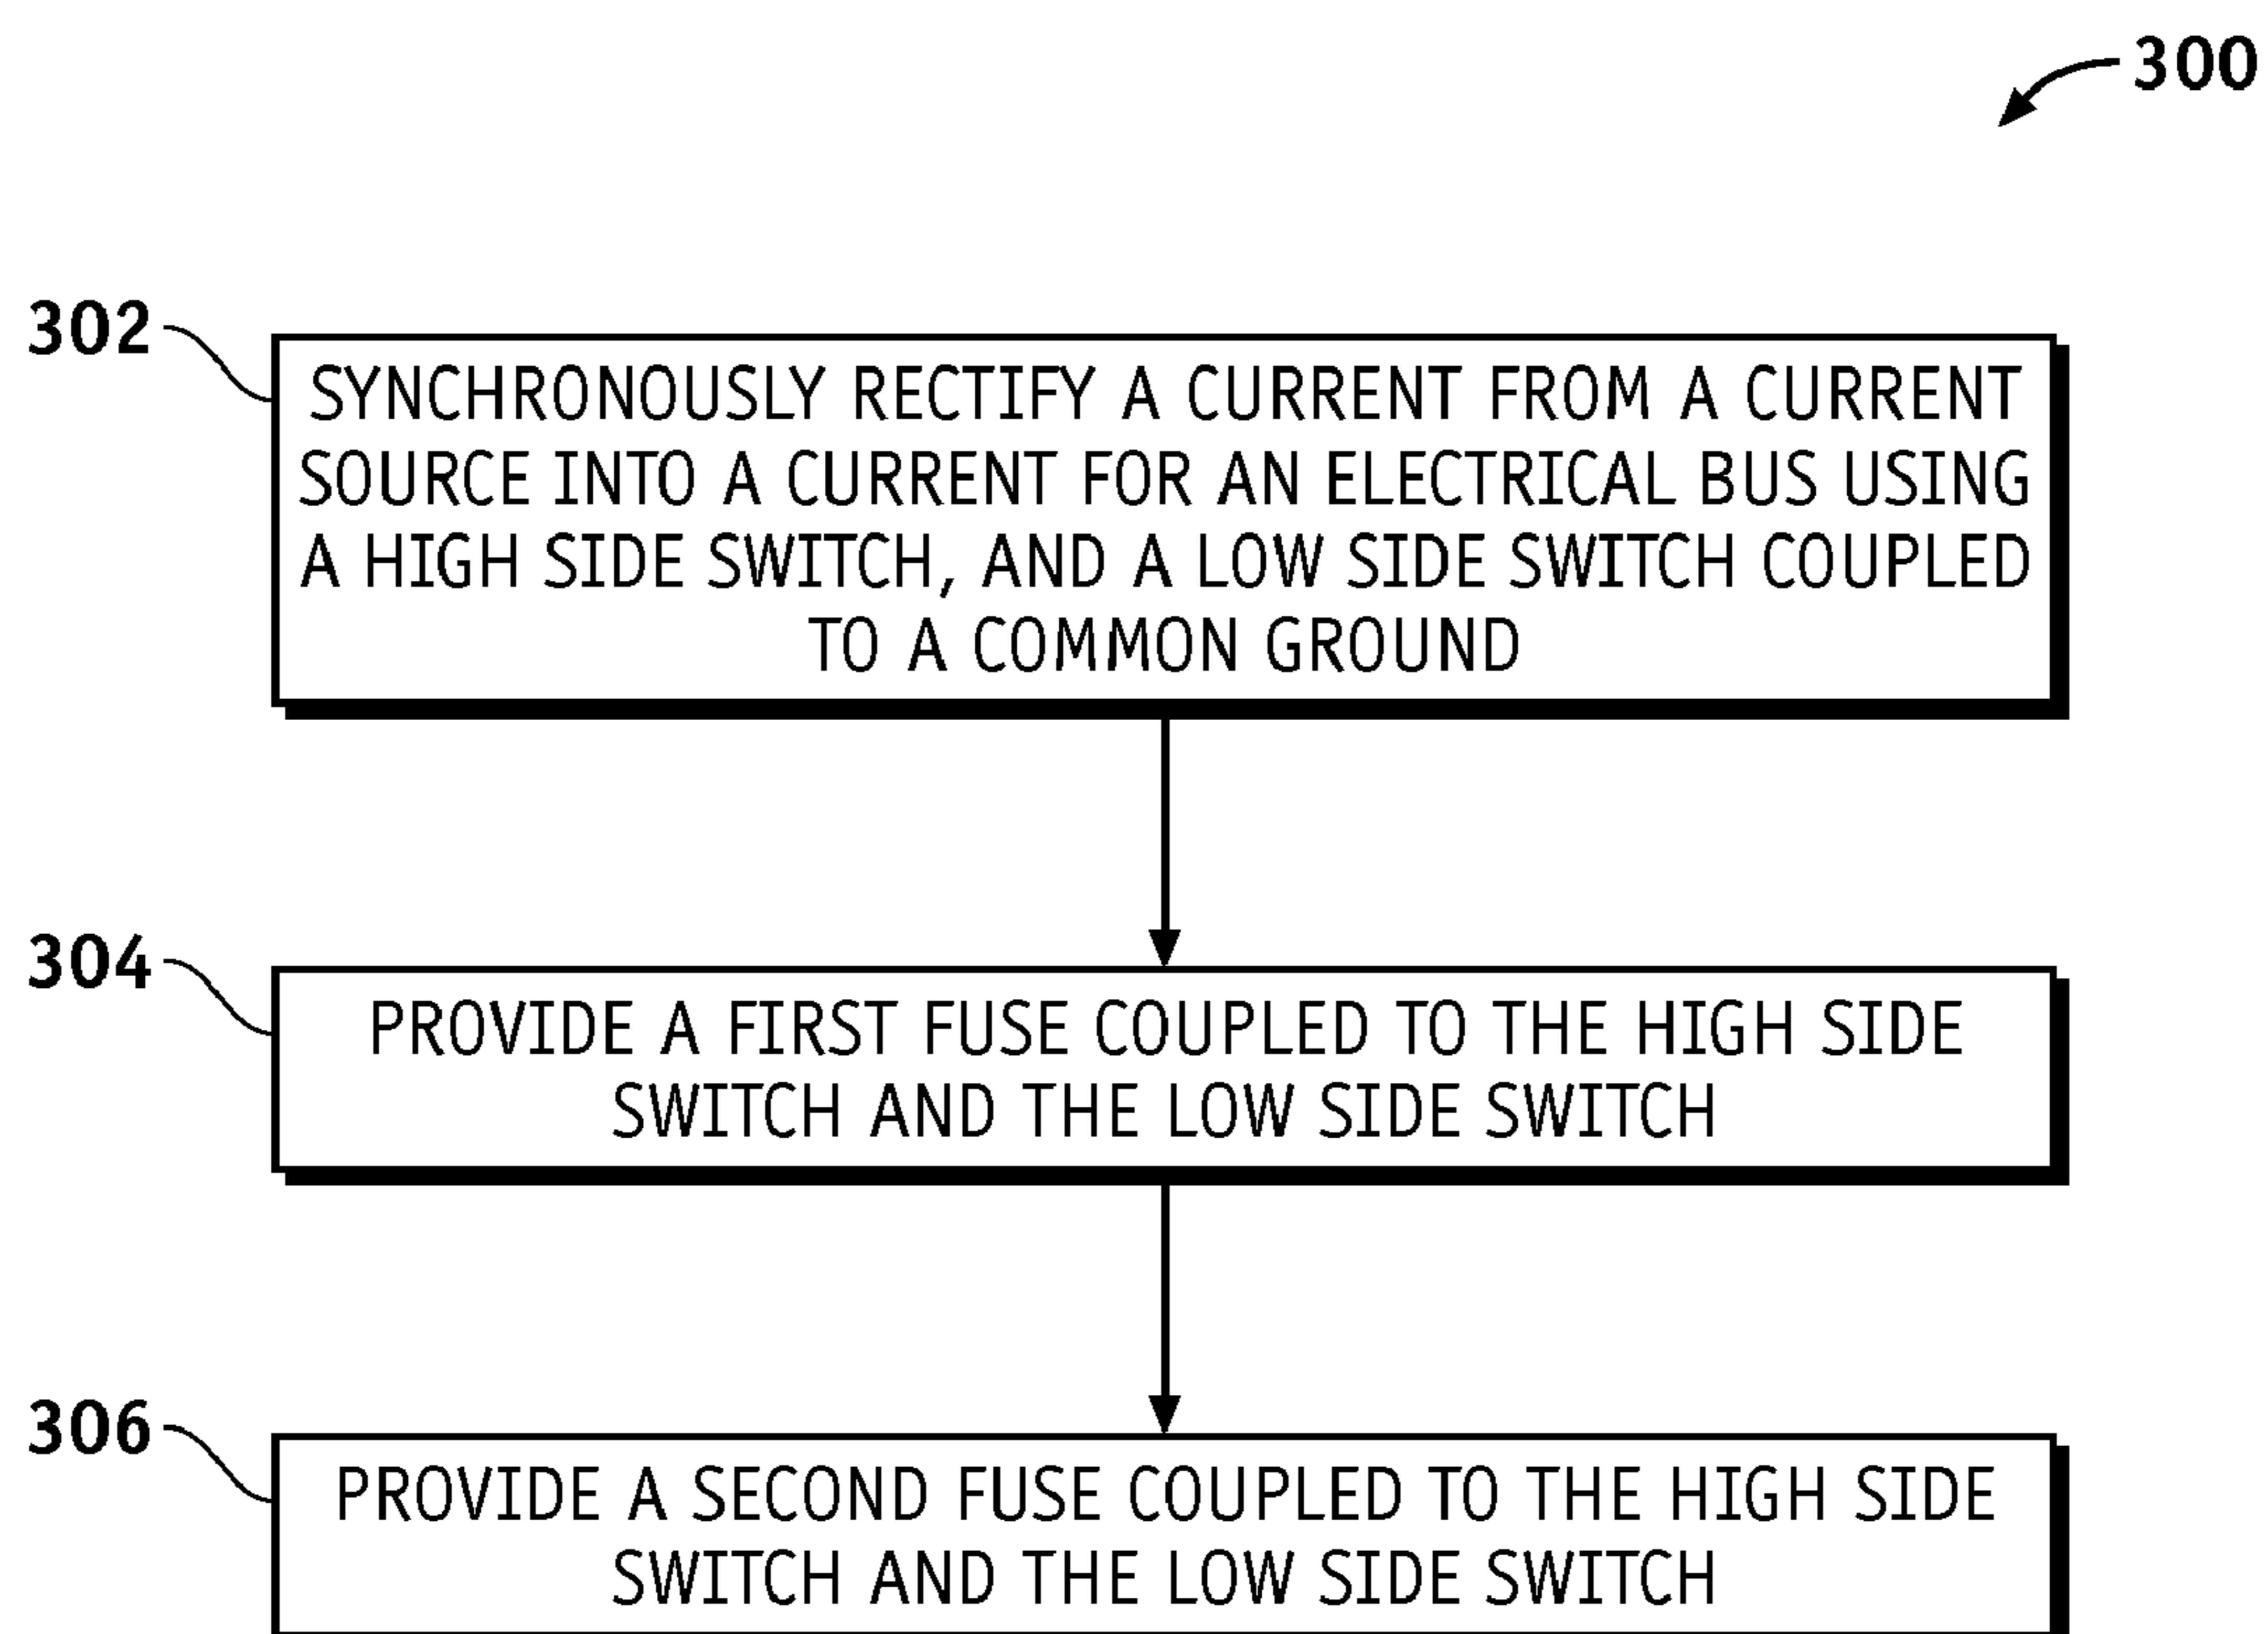 300
302
SYNCHRONOUSLY RECTIFY A CURRENT FROM A CURRENT
SOURCE INTO A CURRENT FOR AN ELECTRICAL BUS USING
A HIGH SIDE SWITCH, AND A LOW SIDE SWITCH COUPLED
TO A COMMON GROUND
304
PROVIDE A FIRST FUSE COUPLED TO THE HIGH SIDE
SWITCH AND THE LOW SIDE SWITCH
306
PROVIDE A SECOND FUSE COUPLED TO THE HIGH SIDE
SWITCH AND THE LOW SIDE SWITCH